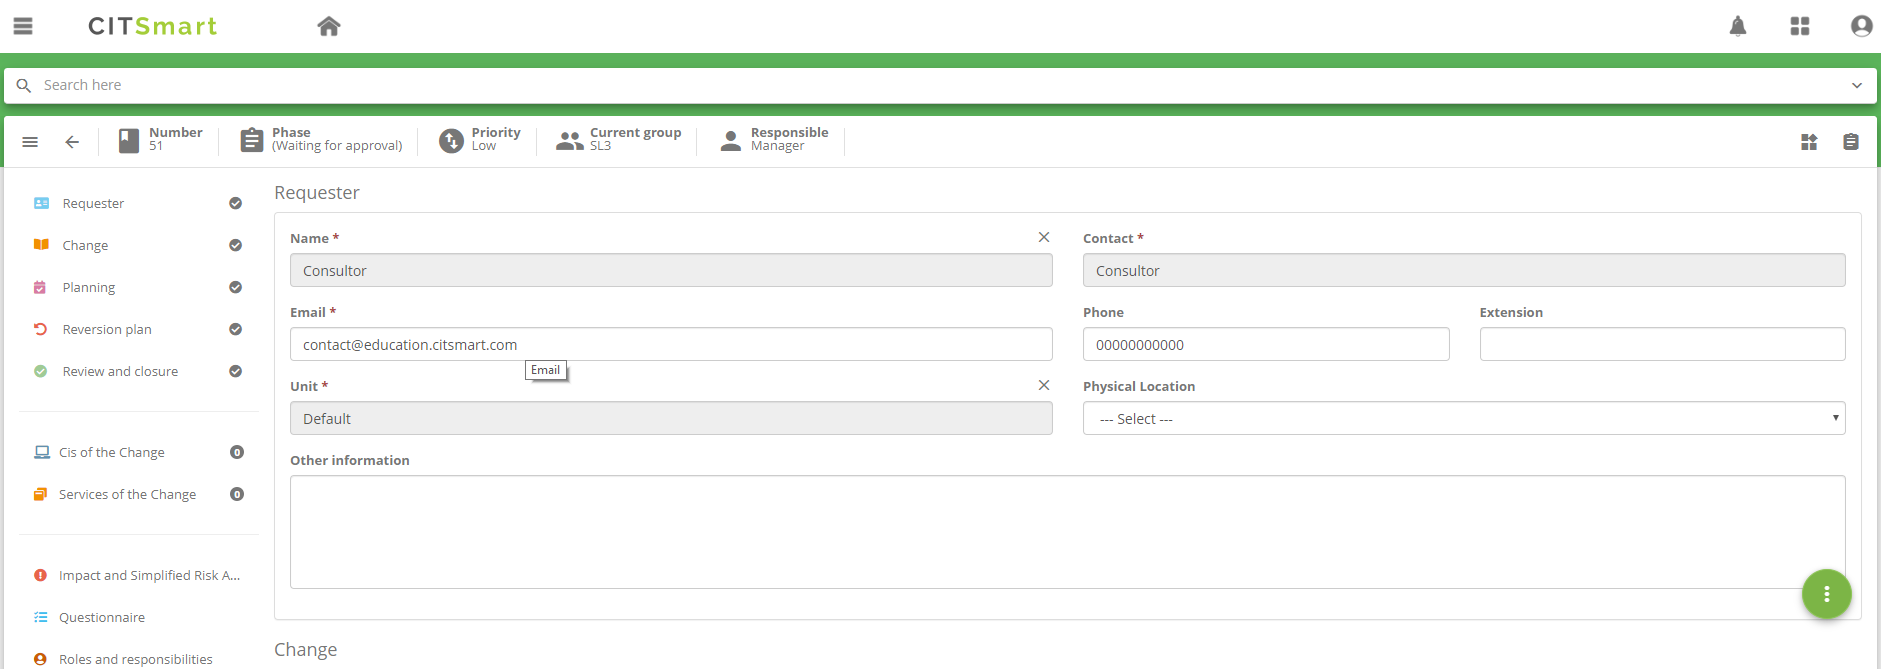 CITSmart
Search here
Number
51
Phase
(Waiting for approval)
Priority
Low
Current group
SL3
Responsible
Manager
Requester
Change
Planning
Reversion plan
Review and closure
Cis of the Change 0
Services of the Change 0
Impact and Simplified Risk A...
Questionnaire
Roles and responsibilities
Requester
Name * Contact *
Consultor Consultor
Email * Phone Extension
contact@education.citsmart.com 00000000000
Email
Unit * Physical Location
Default --- Select ---
Other information
Change